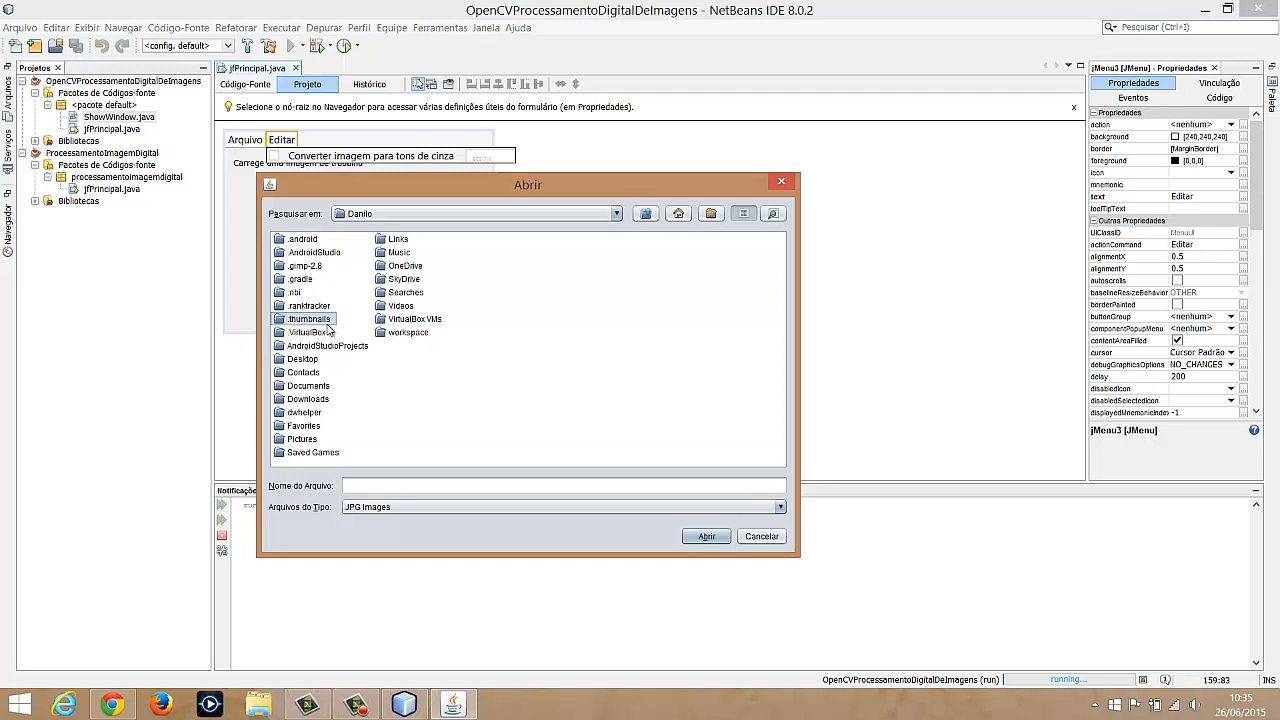 OpenCVProcessamentoDigitalDeImagens - NetBeans IDE 8.0.2
Arquivo Editar Exibir Navegar Código-Fonte Refatorar Executar Depurar Perfil Equipe Ferramentas Janela Ajuda
Pesquisar (Ctrl+I)
<config. default>
Projetos
jfPrincipal.java
jMenu3 [JMenu] - Propriedades
Arquivos
Serviços
Navegador
Paleta
OpenCVProcessamentoDigitalDeImagens
Pacotes de Códigos-fonte
<pacote default>
ShowWindow.java
jfPrincipal.java
Bibliotecas
ProcessamentoImagemDigital
Pacotes de Códigos-fonte
processamentoimagemdigital
jfPrincipal.java
Bibliotecas
Código-Fonte Projeto Histórico
Selecione o nó-raiz no Navegador para acessar várias definições úteis do formulário (em Propriedades).
x
Arquivo Editar
Converter imagem para tons de cinza
Carregue uma imagem de trabalho
Abrir
Pesquisar em: Danilo
.android
.AndroidStudio
.gimp-2.8
.gradle
.nbi
.ranktracker
.thumbnails
.VirtualBox
AndroidStudioProjects
Desktop
Contacts
Documents
Downloads
dwhelper
Favorites
Pictures
Saved Games
Links
Music
OneDrive
SkyDrive
Searches
Videos
VirtualBox VMs
workspace
Nome do Arquivo:
Arquivos do Tipo: JPG Images
Abrir Cancelar
Propriedades Vinculação
Eventos Código
Propriedades
action <nenhum>
background [240,240,240]
border [MarginBorder]
foreground [0,0,0]
icon
mnemonic
text Editar
toolTipText
Outras Propriedades
UIClassID MenuUI
actionCommand Editar
alignmentX 0.5
alignmentY 0.5
autoscrolls
baselineResizeBehavior OTHER
borderPainted
buttonGroup <nenhum>
componentPopupMenu <nenhum>
contentAreaFilled
cursor Cursor Padrão
debugGraphicsOptions NO_CHANGES
delay 200
disabledIcon
disabledSelectedIcon
displayedMnemonicIndex -1
jMenu3 [JMenu]
Notificaçõe
OpenCVProcessamentoDigitalDeImagens (run) running... 159:83 INS
10:35
26/06/2015